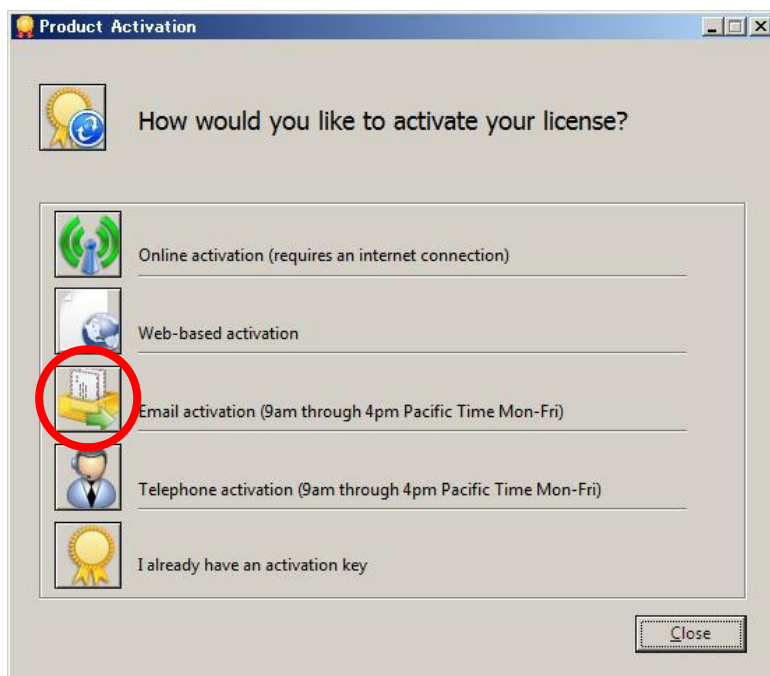 Product Activation
How would you like to activate your license?
Online activation (requires an internet connection)
Web-based activation
Email activation (9am through 4pm Pacific Time Mon-Fri)
Telephone activation (9am through 4pm Pacific Time Mon-Fri)
I already have an activation key
Close